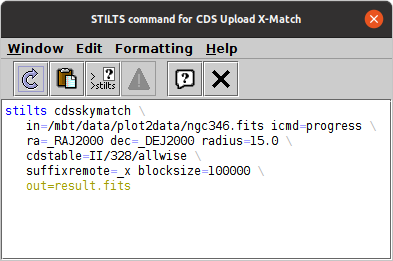 STILTS command for CDS Upload X-Match
Window Edit Formatting Help
>stilts
stilts cdsskymatch \
in=/mbt/data/plot2data/ngc346.fits icmd=progress \
ra=_RAJ2000 dec=_DEJ2000 radius=15.0 \
cdstable=II/328/allwise \
suffixremote=_x blocksize=100000 \
out=result.fits